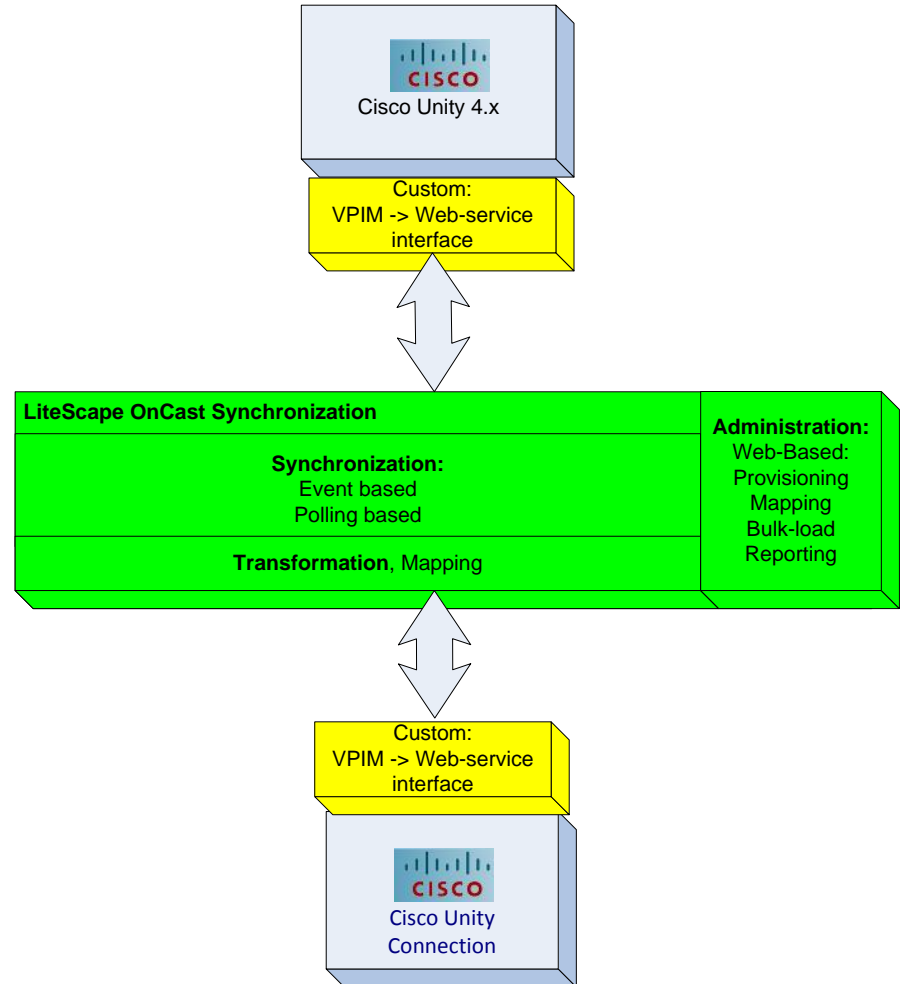 CISCO
Cisco Unity 4.x
Custom:
VPIM -> Web-service
interface
LiteScape OnCast Synchronization
Synchronization:
Event based
Polling based
Transformation, Mapping
Administration:
Web-Based:
Provisioning
Mapping
Bulk-load
Reporting
Custom:
VPIM -> Web-service
interface
CISCO
Cisco Unity
Connection